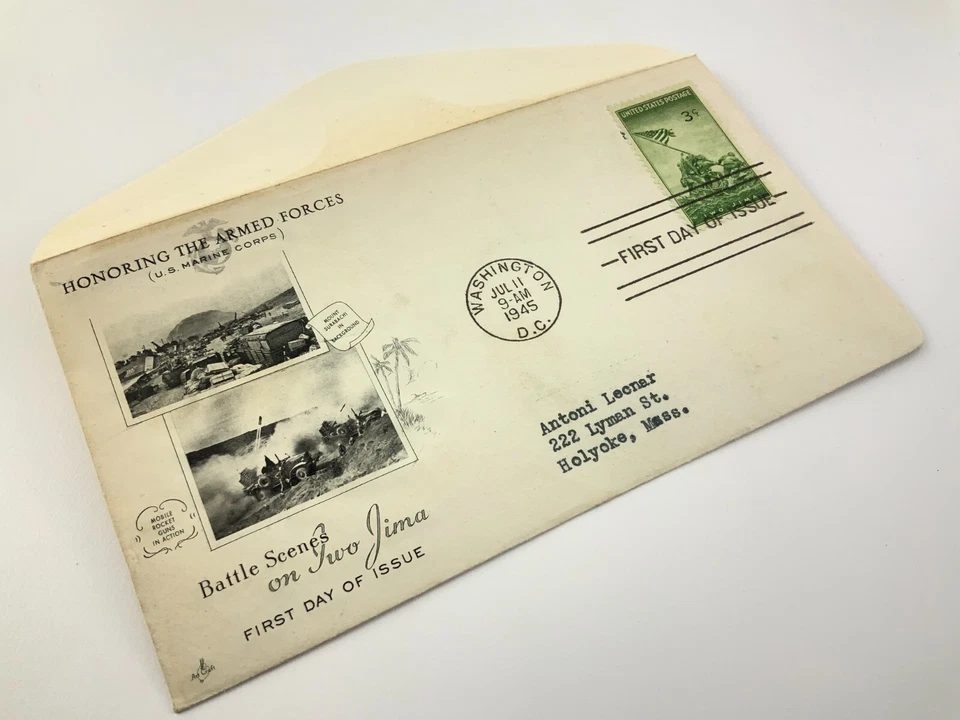 HONORING THE ARMED FORCES
(U.S. MARINE CORPS)
MOUNT
SURABACHI
IN
BACKGROUND
MOBILE
ROCKET
GUNS
IN ACTION
Battle Scenes
on Iwo Jima
FIRST DAY OF ISSUE
WASHINGTON
JUL 11
9-AM
1945
D.C.
UNITED STATES POSTAGE
3¢
FIRST DAY OF ISSUE
Antoni Leonar
222 Lyman St.
Holyoke, Mass.